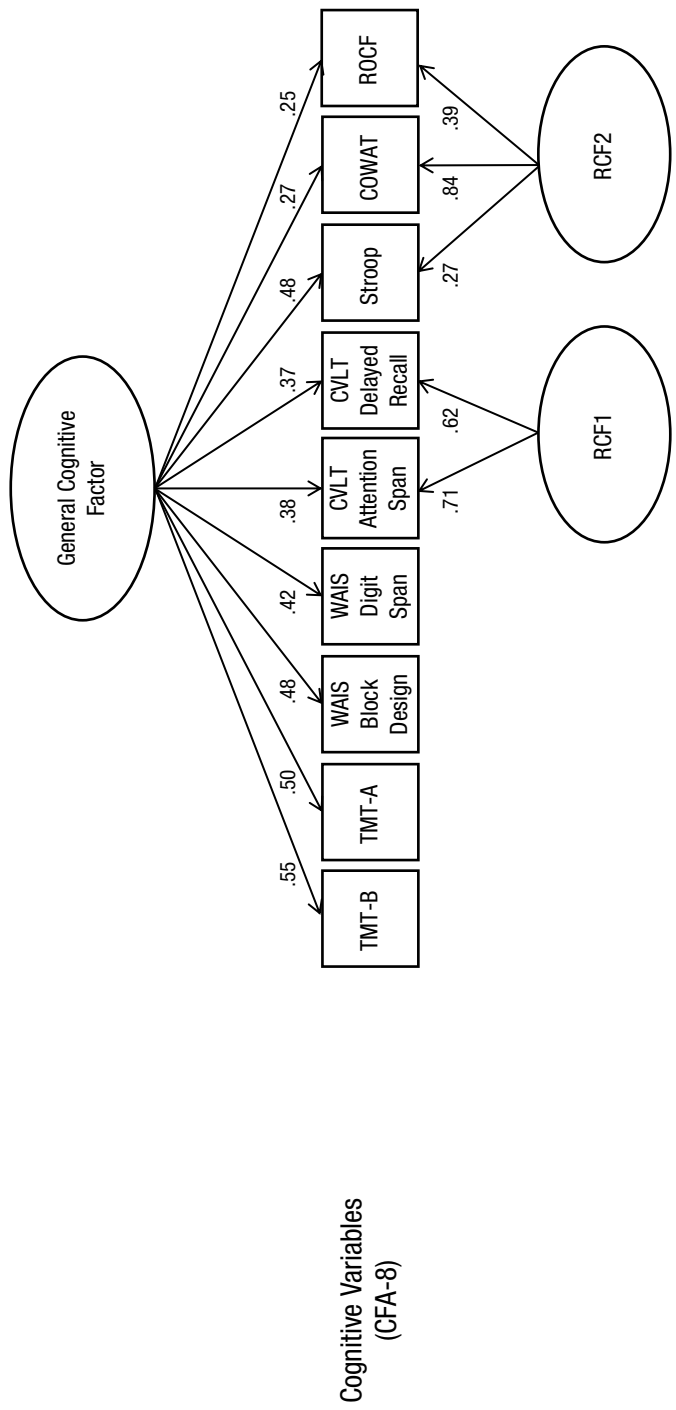 General Cognitive
Factor
.55
.50
.48
.42
.38
.37
.48
.27
.25
Cognitive Variables
(CFA-8)
TMT-B
TMT-A
WAIS
Block
Design
WAIS
Digit
Span
CVLT
Attention
Span
CVLT
Delayed
Recall
Stroop
COWAT
ROCF
.71
.62
.27
.84
.39
RCF1
RCF2